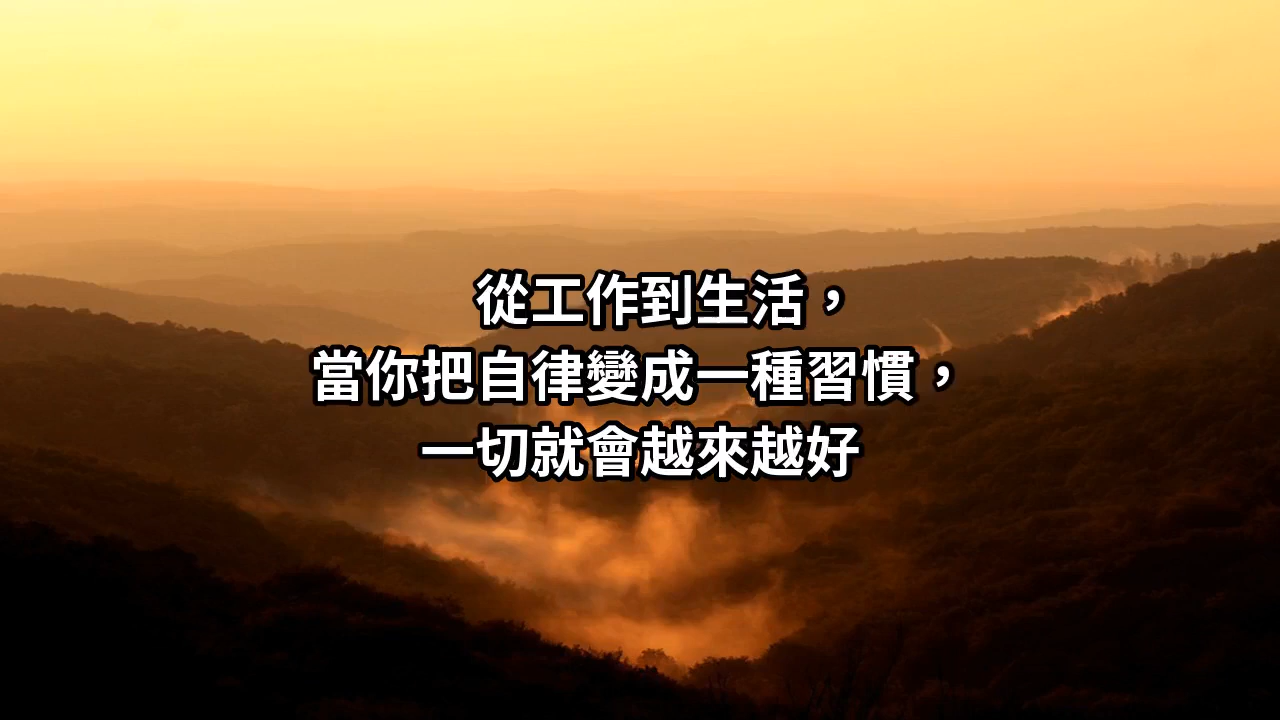 從工作到生活，
當你把自律變成一種習慣，
一切就會越來越好